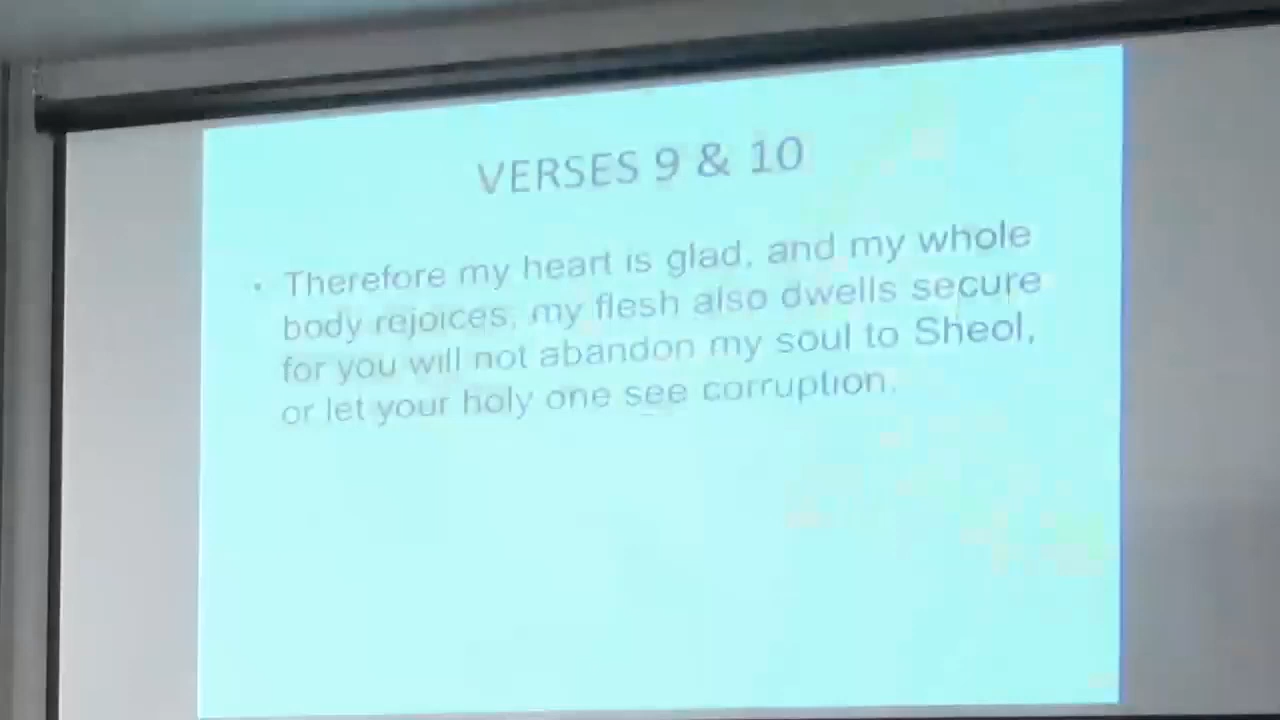 VERSES 9 & 10
• Therefore my heart is glad, and my whole
body rejoices; my flesh also dwells secure
for you will not abandon my soul to Sheol,
or let your holy one see corruption.